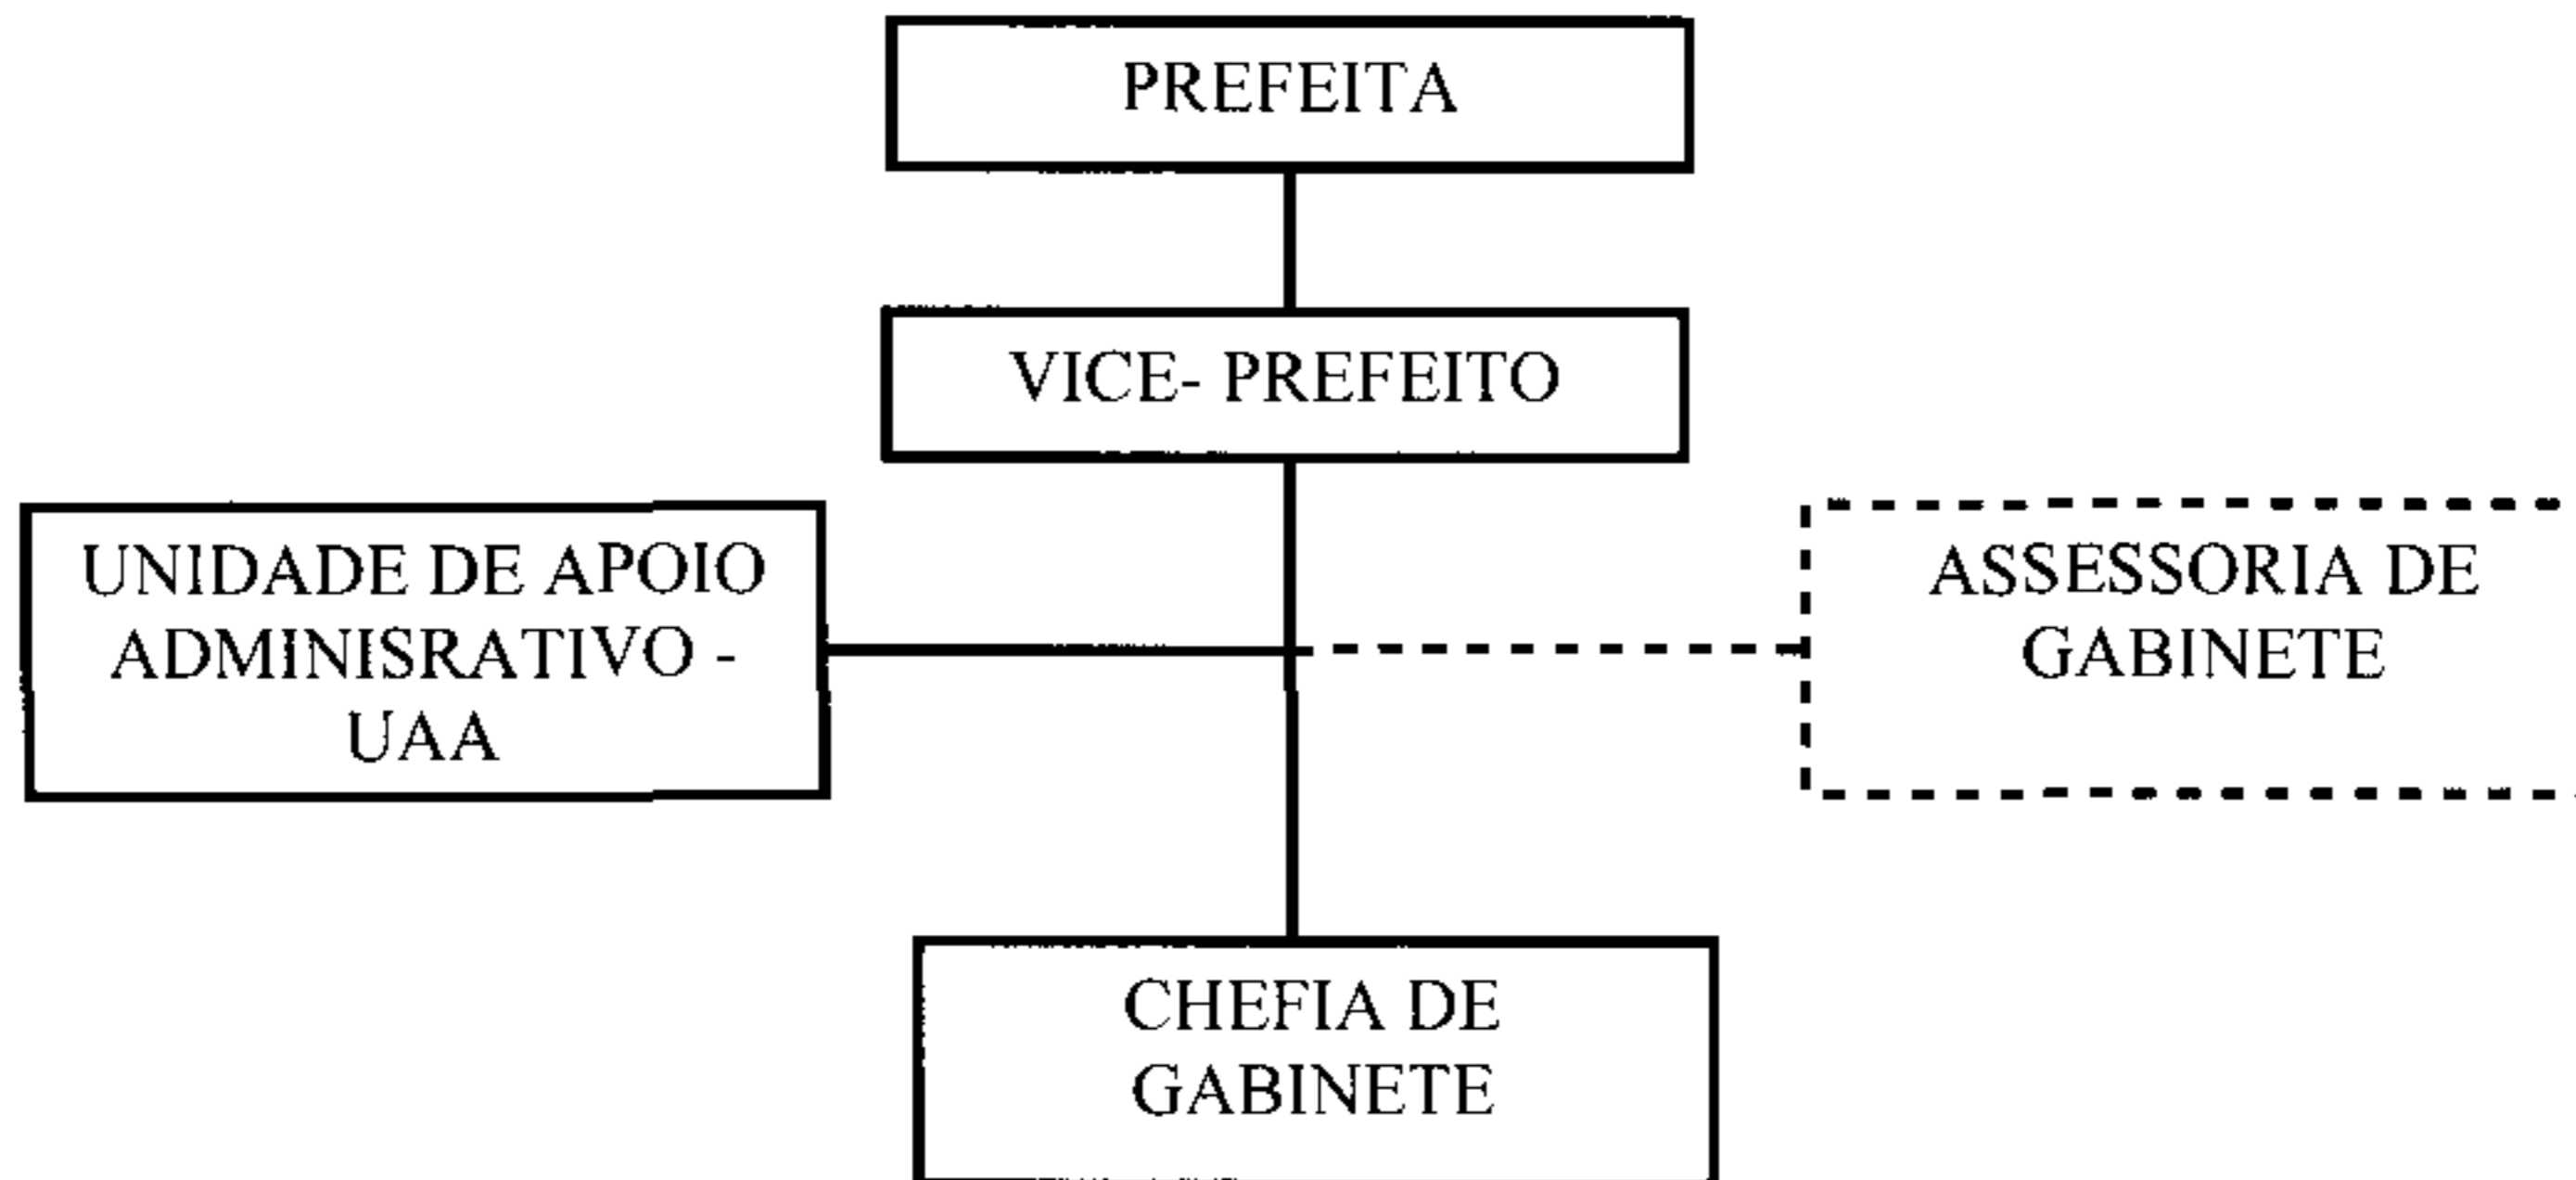 PREFEITA
VICE- PREFEITO
UNIDADE DE APOIO
ADMINISRATIVO -
UAA
ASSESSORIA DE
GABINETE
CHEFIA DE
GABINETE